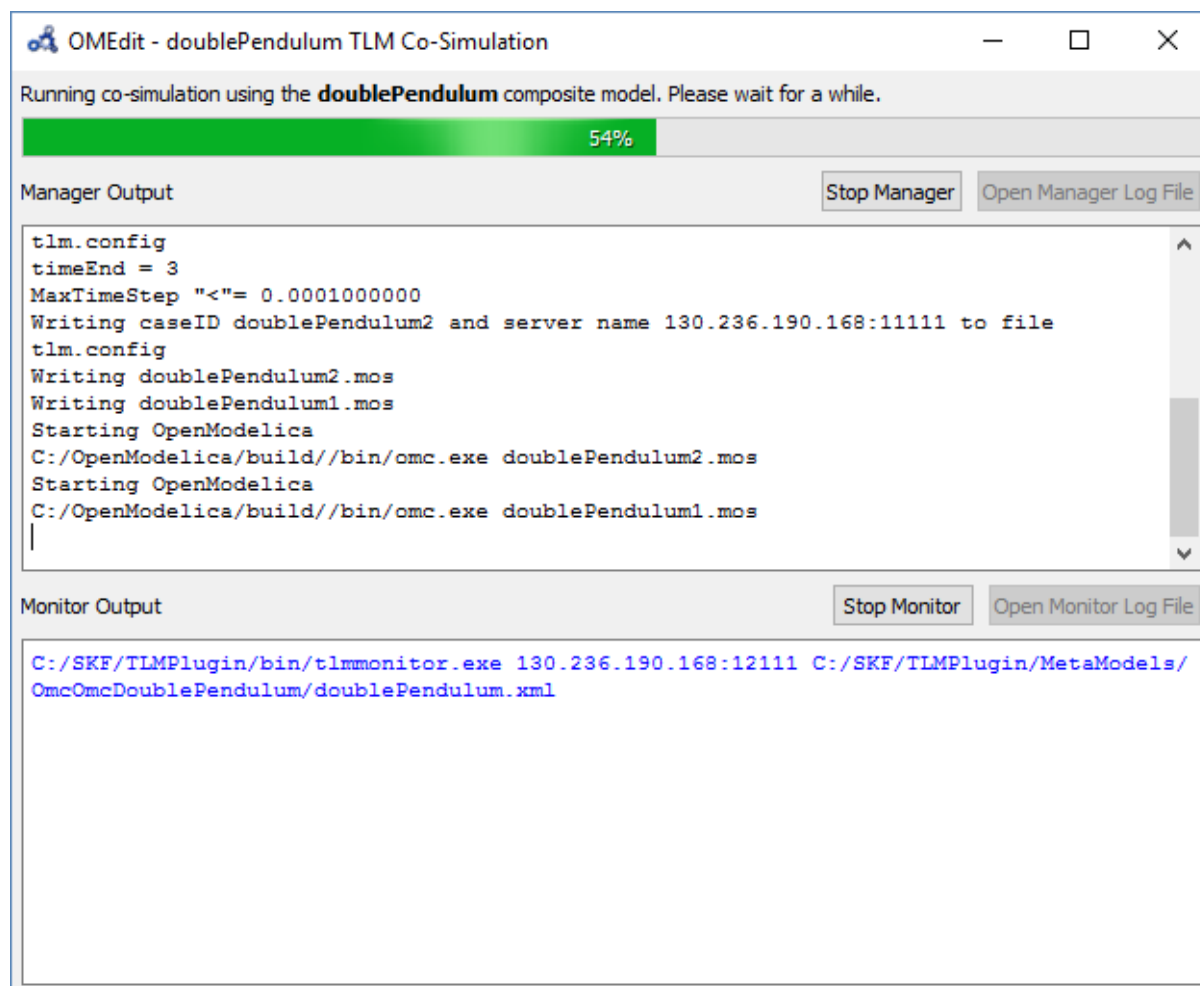 OMEdit - doublePendulum TLM Co-Simulation
Running co-simulation using the doublePendulum composite model. Please wait for a while.
54%
Manager Output
Stop Manager
Open Manager Log File
tlm.config
timeEnd = 3
MaxTimeStep "<"= 0.0001000000
Writing caseID doublePendulum2 and server name 130.236.190.168:11111 to file
tlm.config
Writing doublePendulum2.mos
Writing doublePendulum1.mos
Starting OpenModelica
C:/OpenModelica/build//bin/omc.exe doublePendulum2.mos
Starting OpenModelica
C:/OpenModelica/build//bin/omc.exe doublePendulum1.mos
Monitor Output
Stop Monitor
Open Monitor Log File
C:/SKF/TLMPlugin/bin/tlmmonitor.exe 130.236.190.168:12111 C:/SKF/TLMPlugin/MetaModels/
OmcOmcDoublePendulum/doublePendulum.xml